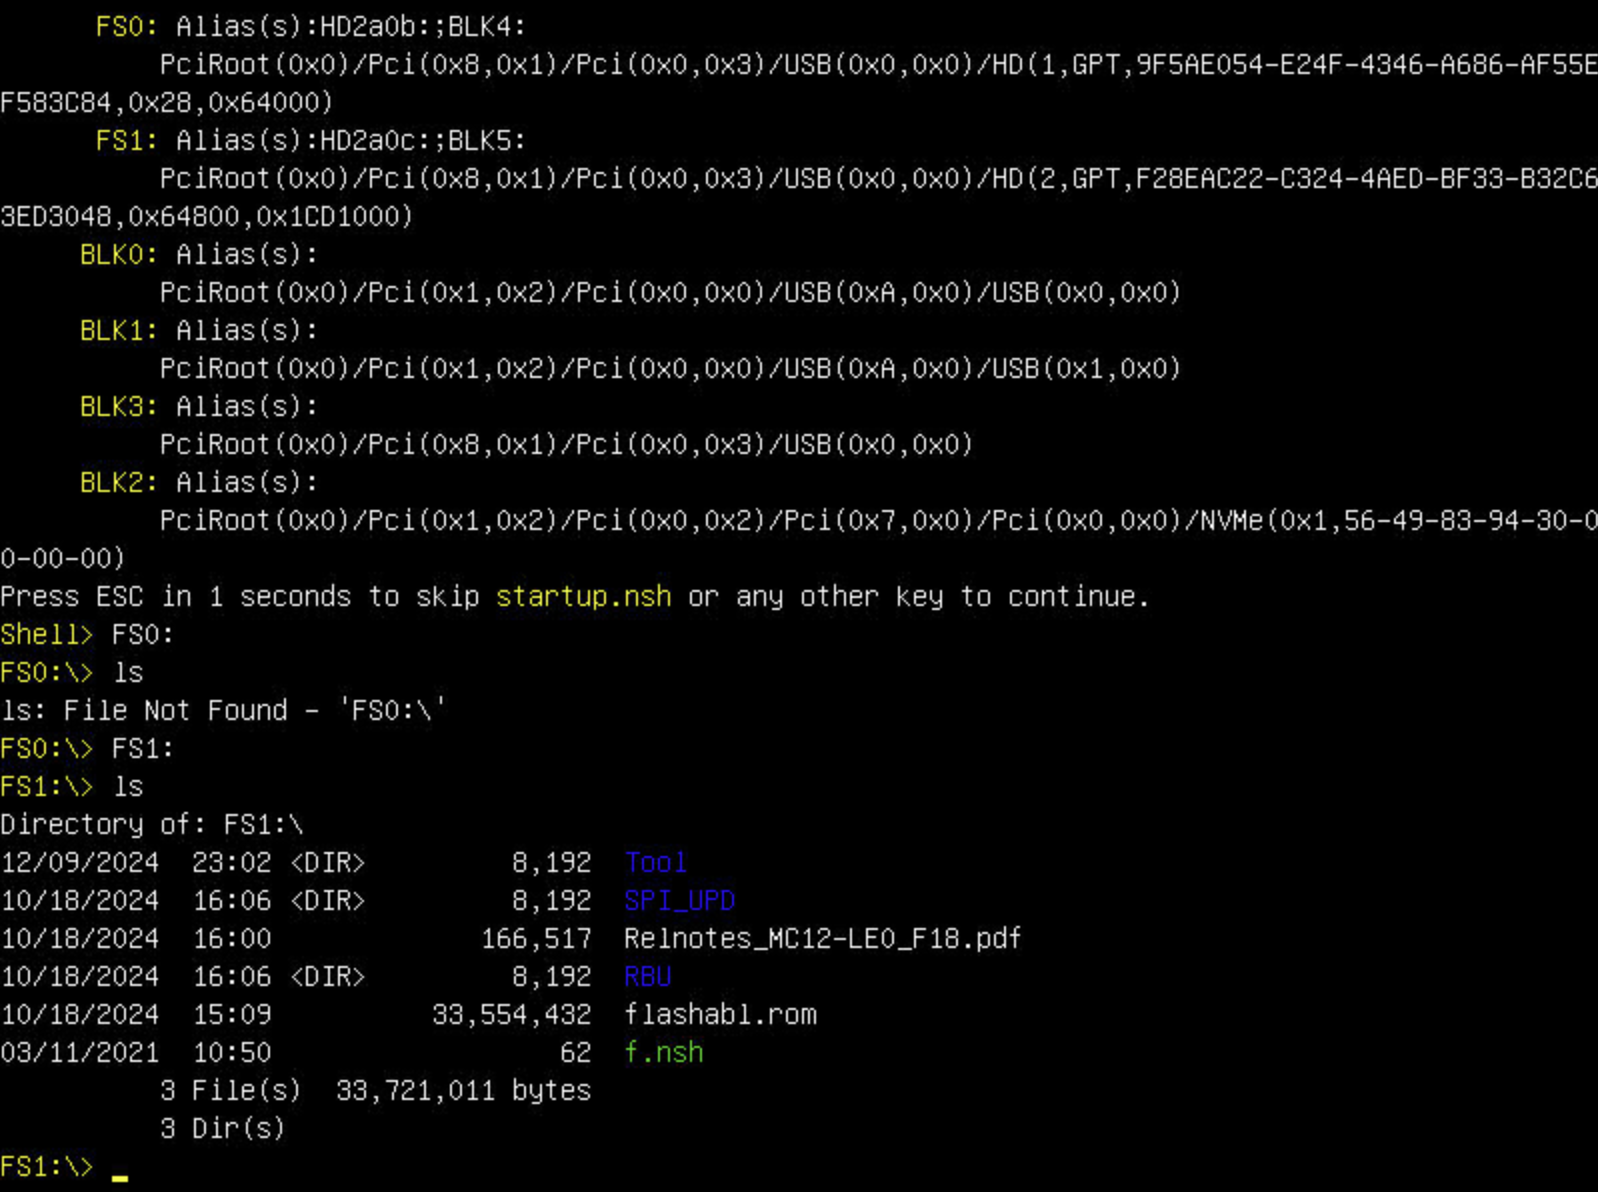 FS0: Alias(s):HD2a0b:;BLK4:
PciRoot(0x0)/Pci(0x8,0x1)/Pci(0x0,0x3)/USB(0x0,0x0)/HD(1,GPT,9F5AE054-E24F-4346-A686-AF55E
F583C84,0x28,0x64000)
FS1: Alias(s):HD2a0c:;BLK5:
PciRoot(0x0)/Pci(0x8,0x1)/Pci(0x0,0x3)/USB(0x0,0x0)/HD(2,GPT,F28EAC22-C324-4AED-BF33-B32C6
3ED3048,0x64800,0x1CD1000)
BLK0: Alias(s):
PciRoot(0x0)/Pci(0x1,0x2)/Pci(0x0,0x0)/USB(0xA,0x0)/USB(0x0,0x0)
BLK1: Alias(s):
PciRoot(0x0)/Pci(0x1,0x2)/Pci(0x0,0x0)/USB(0xA,0x0)/USB(0x1,0x0)
BLK3: Alias(s):
PciRoot(0x0)/Pci(0x8,0x1)/Pci(0x0,0x3)/USB(0x0,0x0)
BLK2: Alias(s):
PciRoot(0x0)/Pci(0x1,0x2)/Pci(0x0,0x2)/Pci(0x7,0x0)/Pci(0x0,0x0)/NVMe(0x1,56-49-83-94-30-0
0-00-00)
Press ESC in 1 seconds to skip startup.nsh or any other key to continue.
Shell> FS0:
FS0:\> ls
ls: File Not Found - 'FS0:\'
FS0:\> FS1:
FS1:\> ls
Directory of: FS1:\
12/09/2024  23:02 <DIR>         8,192  Tool
10/18/2024  16:06 <DIR>         8,192  SPI_UPD
10/18/2024  16:00             166,517  Relnotes_MC12-LE0_F18.pdf
10/18/2024  16:06 <DIR>         8,192  RBU
10/18/2024  15:09          33,554,432  flashabl.rom
03/11/2021  10:50                  62  f.nsh
3 File(s)  33,721,011 bytes
3 Dir(s)
FS1:\> _